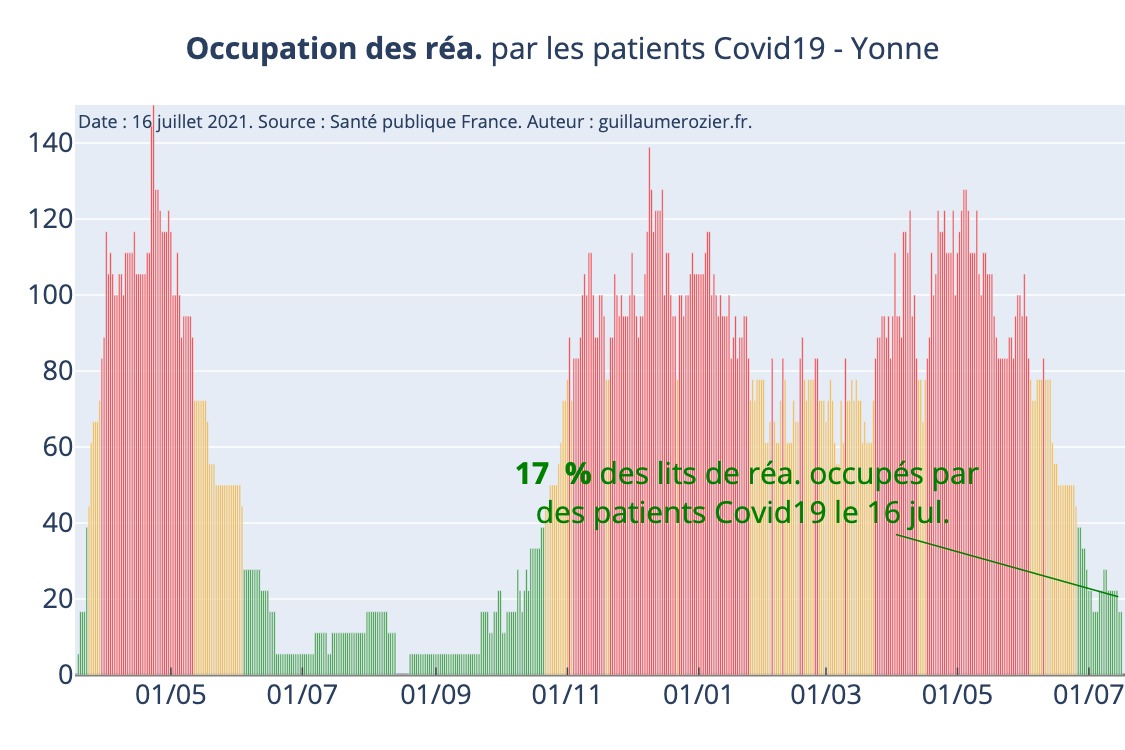 Occupation des réa. par les patients Covid19 - Yonne
Date : 16 juillet 2021. Source : Santé publique France. Auteur : guillaumerozier.fr.
140
120
100
80
60
17 % des lits de réa. occupés par
des patients Covid19 le 16 jul.
40
20
0
01/05 01/07 01/09 01/11 01/01 01/03 01/05 01/07